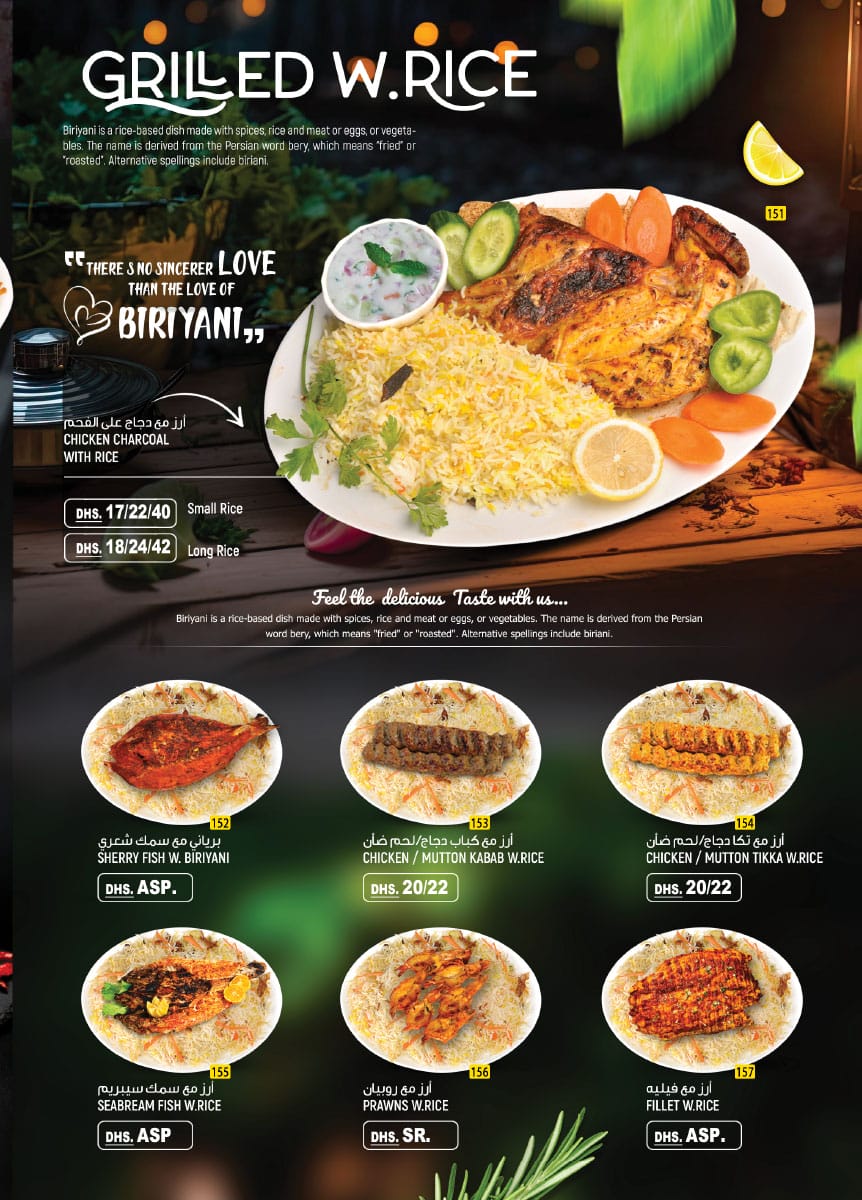 GRILLED W.RICE
Biriyani is a rice-based dish made with spices, rice and meat or eggs, or vegeta-
bles. The name is derived from the Persian word bery, which means "fried" or
"roasted". Alternative spellings include biriani.
151
"THERE S NO SINCERER LOVE
THAN THE LOVE OF
BIRIYANI„
أرز مع دجاج على الفحم
CHICKEN CHARCOAL
WITH RICE
DHS. 17/22/40 Small Rice
DHS. 18/24/42 Long Rice
Feel the delicious Taste with us...
Biriyani is a rice-based dish made with spices, rice and meat or eggs, or vegetables. The name is derived from the Persian
word bery, which means "fried" or "roasted". Alternative spellings include biriani.
152
برياني مع سمك شعري
SHERRY FISH W. BIRIYANI
DHS. ASP.
153
أرز مع كباب دجاج/لحم ضأن
CHICKEN / MUTTON KABAB W.RICE
DHS. 20/22
154
أرز مع تكا دجاج/لحم ضأن
CHICKEN / MUTTON TIKKA W.RICE
DHS. 20/22
155
أرز مع سمك سيبريم
SEABREAM FISH W.RICE
DHS. ASP
156
أرز مع روبيان
PRAWNS W.RICE
DHS. SR.
157
أرز مع فيليه
FILLET W.RICE
DHS. ASP.